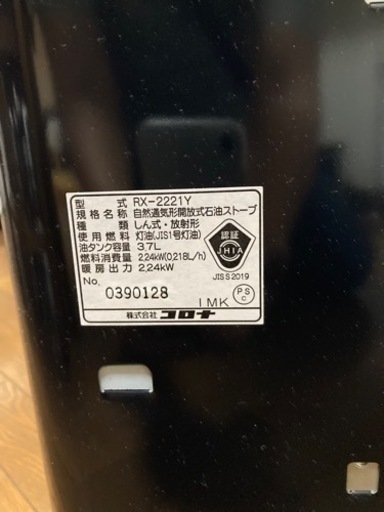 型 式 RX-2221Y
規格名称 自然通気形開放式石油ストーブ
種 類 しん式・放射形
使用燃料 灯油(JIS1号灯油)
油タンク容量 3.7L
燃料消費量 2.24kW(0.218L/h)
暖房出力 2.24kW
認証
JHIA
JIS S 2019
No. 0390128
1MK
PS
C
株式会社 コロナ